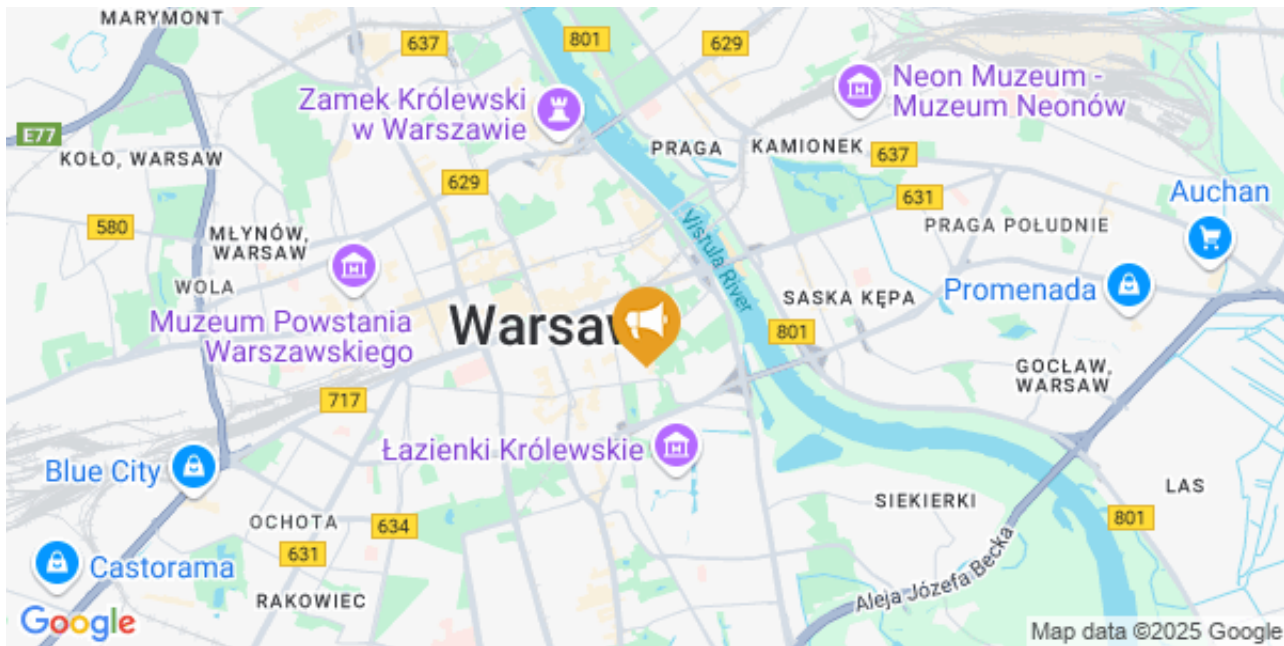 MARYMONT
637
801
629
Zamek Królewski
w Warszawie
Neon Muzeum -
Muzeum Neonów
E77
KOŁO, WARSAW
PRAGA
KAMIONEK
637
629
631
Auchan
580
MŁYNÓW,
WARSAW
Vistula River
PRAGA POŁUDNIE
WOLA
SASKA KĘPA
Promenada
Muzeum Powstania
Warszawskiego
Warsaw
801
GOCŁAW,
WARSAW
717
Łazienki Królewskie
Blue City
SIEKIERKI
LAS
OCHOTA
634
801
631
Castorama
Aleja Józefa Becka
RAKOWIEC
Google
Map data ©2025 Google